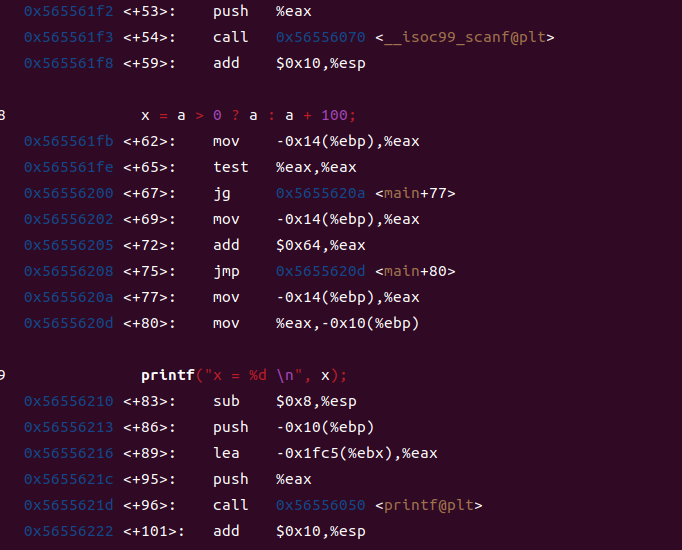 0x565561f2 <+53>: push %eax
0x565561f3 <+54>: call 0x56556070 <__isoc99_scanf@plt>
0x565561f8 <+59>: add $0x10,%esp
8 x = a > 0 ? a : a + 100;
0x565561fb <+62>: mov -0x14(%ebp),%eax
0x565561fe <+65>: test %eax,%eax
0x56556200 <+67>: jg 0x5655620a <main+77>
0x56556202 <+69>: mov -0x14(%ebp),%eax
0x56556205 <+72>: add $0x64,%eax
0x56556208 <+75>: jmp 0x5655620d <main+80>
0x5655620a <+77>: mov -0x14(%ebp),%eax
0x5655620d <+80>: mov %eax,-0x10(%ebp)
9 printf("x = %d \n", x);
0x56556210 <+83>: sub $0x8,%esp
0x56556213 <+86>: push -0x10(%ebp)
0x56556216 <+89>: lea -0x1fc5(%ebx),%eax
0x5655621c <+95>: push %eax
0x5655621d <+96>: call 0x56556050 <printf@plt>
0x56556222 <+101>: add $0x10,%esp